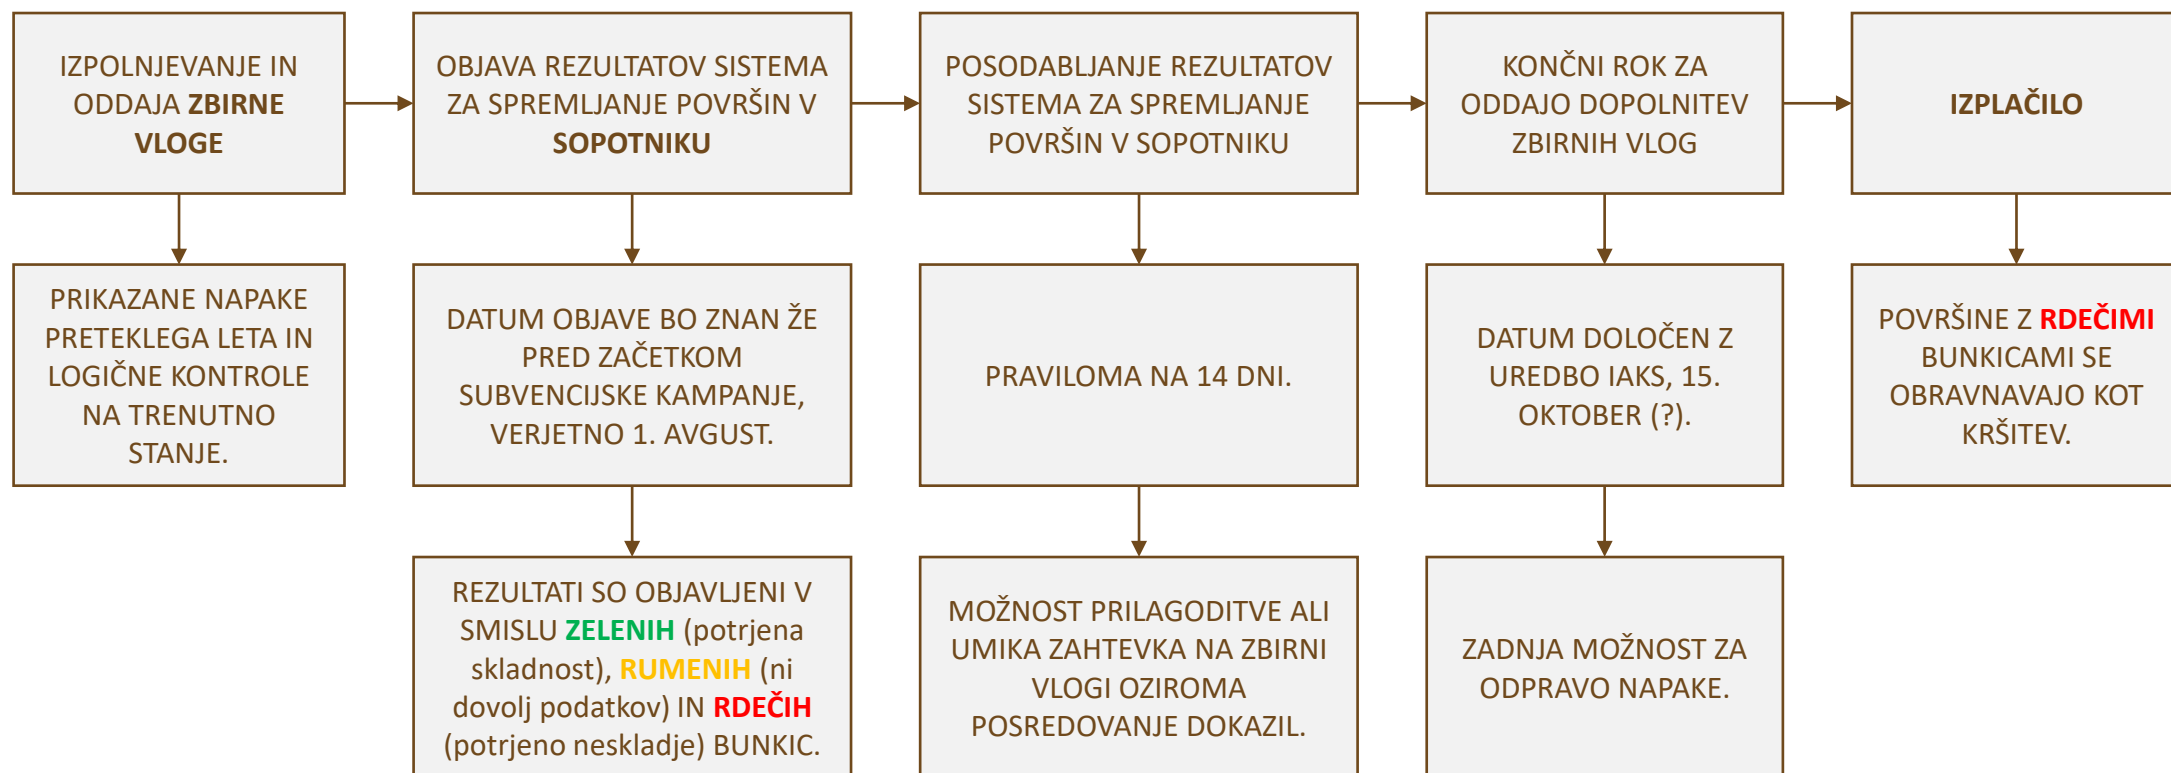 IZPOLNJEVANJE IN
ODDAJA ZBIRNE
VLOGE
OBJAVA REZULTATOV SISTEMA
ZA SPREMLJANJE POVRŠIN V
SOPOTNIKU
POSODABLJANJE REZULTATOV
SISTEMA ZA SPREMLJANJE
POVRŠIN V SOPOTNIKU
KONČNI ROK ZA
ODDAJO DOPOLNITEV
ZBIRNIH VLOG
IZPLAČILO
PRIKAZANE NAPAKE
PRETEKLEGA LETA IN
LOGIČNE KONTROLE
NA TRENUTNO
STANJE.
DATUM OBJAVE BO ZNAN ŽE
PRED ZAČETKOM
SUBVENCIJSKE KAMPANJE,
VERJETNO 1. AVGUST.
PRAVILOMA NA 14 DNI.
DATUM DOLOČEN Z
UREDBO IAKS, 15.
OKTOBER (?).
POVRŠINE Z RDEČIMI
BUNKICAMI SE
OBRAVNAVAJO KOT
KRŠITEV.
REZULTATI SO OBJAVLJENI V
SMISLU ZELENIH (potrjena
skladnost), RUMENIH (ni
dovolj podatkov) IN RDEČIH
(potrjeno neskladje) BUNKIC.
MOŽNOST PRILAGODITVE ALI
UMIKA ZAHTEVKA NA ZBIRNI
VLOGI OZIROMA
POSREDOVANJE DOKAZIL.
ZADNJA MOŽNOST ZA
ODPRAVO NAPAKE.